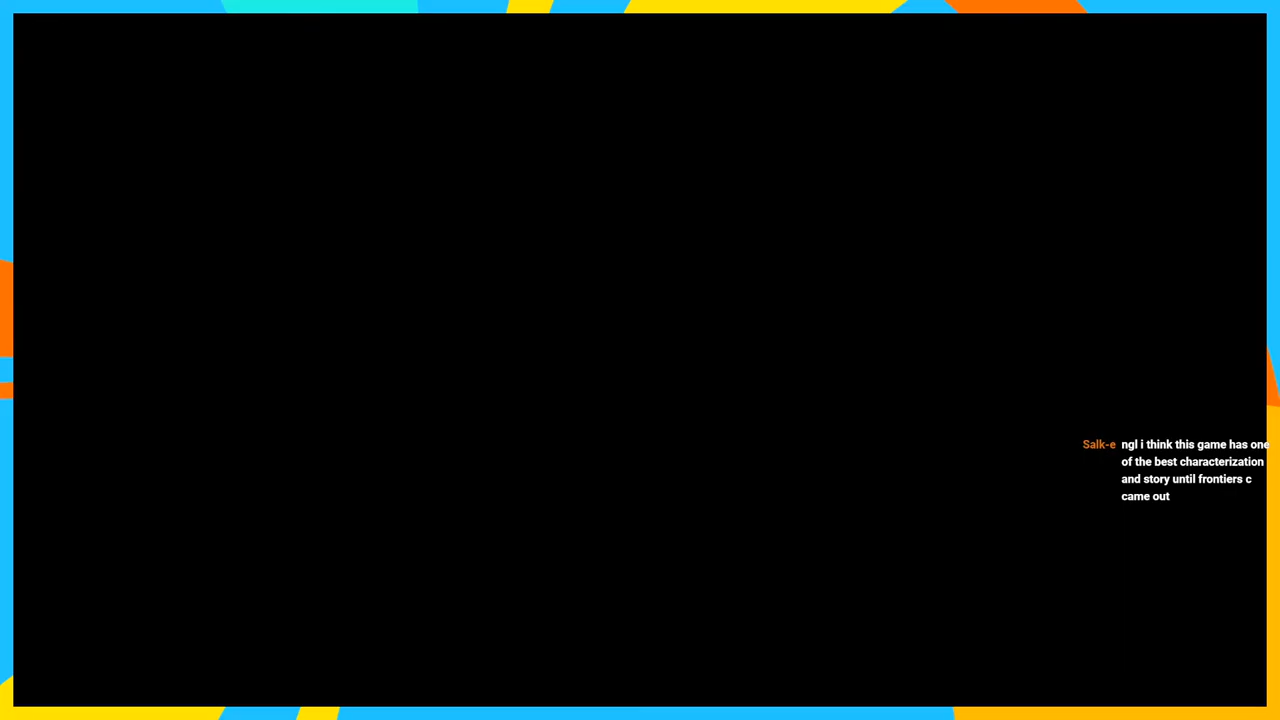 Salk-e ngl i think this game has one
of the best characterization
and story until frontiers c
came out